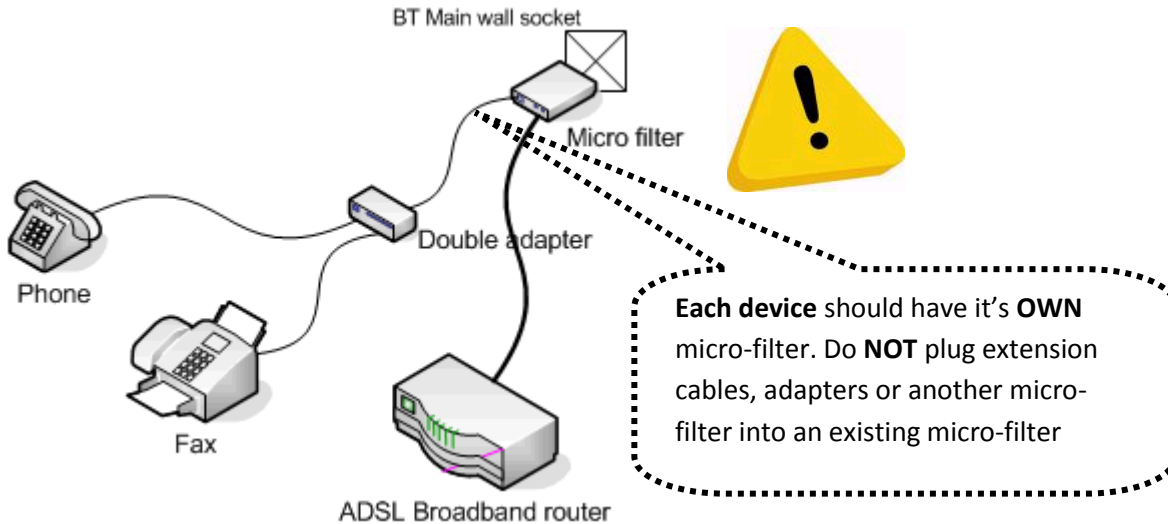 BT Main wall socket
Micro filter
Double adapter
Phone
Fax
ADSL Broadband router
Each device should have it’s OWN
micro-filter. Do NOT plug extension
cables, adapters or another micro-
filter into an existing micro-filter